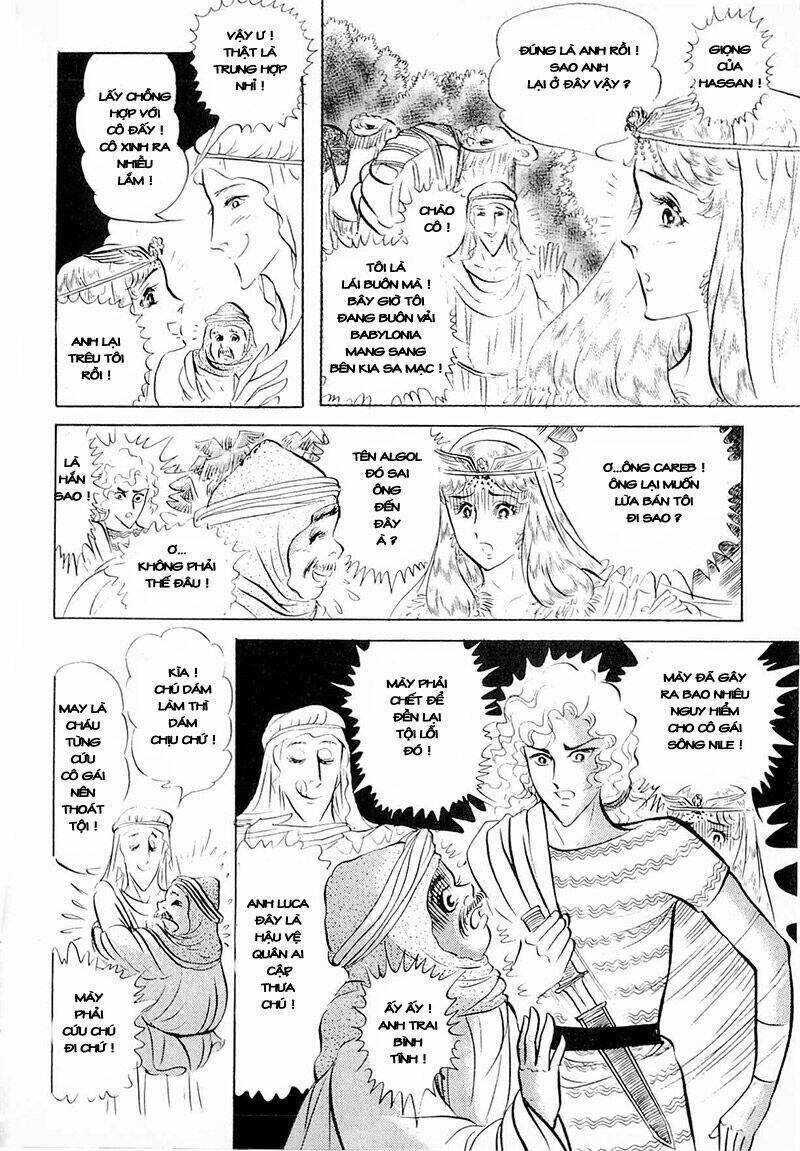 GIỌNG
CỦA
HASSAN
ĐÚNG LÀ ANH RỒI !
SAO ANH
LẠI Ở ĐÂY VẬY ?
CHÀO
CÔ !
TÔI LÀ
LÁI BUÔN MÀ !
BÂY GIỜ TÔI
ĐANG BUÔN VẢI
BABYLONIA
MANG SANG
BÊN KIA SA MẠC !
VẬY Ư !
THẬT LÀ
TRUNG HỢP
NHỈ !
LẤY CHỒNG
HỢP VỚI
CÔ ĐẤY !
CÔ XINH RA
NHIỀU
LẮM !
ANH LẠI
TRÊU TÔI
RỒI !
Ơ...ÔNG CAREB !
ÔNG LẠI MUỐN
LỪA BÁN TÔI
ĐI SAO ?
TÊN ALGOL
ĐÓ SAI
ÔNG
ĐẾN
ĐÂY
À ?
Ơ...
KHÔNG PHẢI
THẾ ĐÂU !
LÀ
HẮN
SAO !
MÀY ĐÃ GÂY
RA BAO NHIÊU
NGUY HIỂM
CHO CÔ GÁI
SÔNG NILE !
MÀY PHẢI
CHẾT ĐỂ
ĐỀN LẠI
TỘI LỖI
ĐÓ !
ẤY ẤY !
ANH TRAI
BÌNH
TĨNH !
ANH LUCA
ĐÂY LÀ
HẬU VỆ
QUÂN AI
CẬP
THƯA
CHÚ !
KÌA !
CHÚ DÁM
LÀM THÌ
DÁM
CHỊU CHỨ !
MAY LÀ
CHÁU
TỪNG
CỨU
CÔ GÁI
NÊN
THOÁT
TỘI !
MÀY
PHẢI
CỨU CHÚ
ĐI CHỨ !